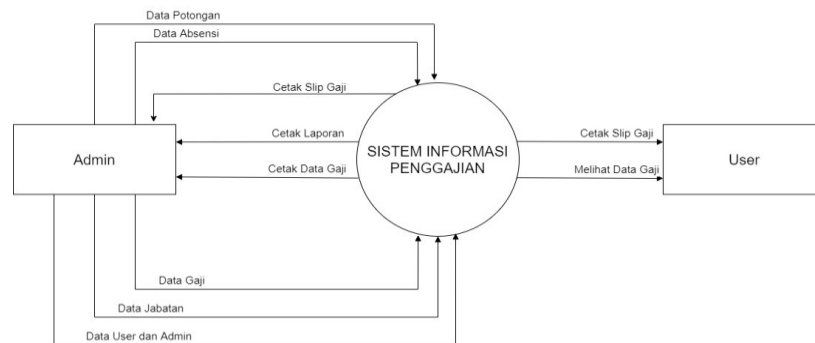 Data Potongan
Data Absensi
Cetak Slip Gaji
Cetak Laporan
Cetak Data Gaji
Admin
SISTEM INFORMASI
PENGGAJIAN
Cetak Slip Gaji
Melihat Data Gaji
User
Data Gaji
Data Jabatan
Data User dan Admin